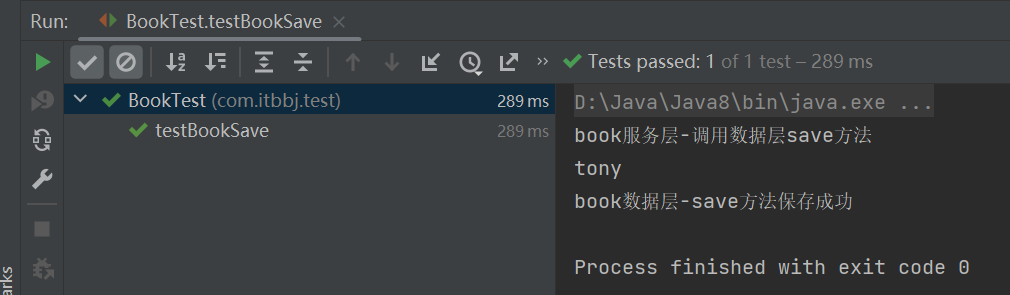 Run: BookTest.testBookSave
Tests passed: 1 of 1 test – 289 ms
BookTest (com.itbbj.test) 289 ms
testBookSave 289 ms
D:\Java\Java8\bin\java.exe ...
book服务层-调用数据层save方法
tony
book数据层-save方法保存成功
Process finished with exit code 0
arks